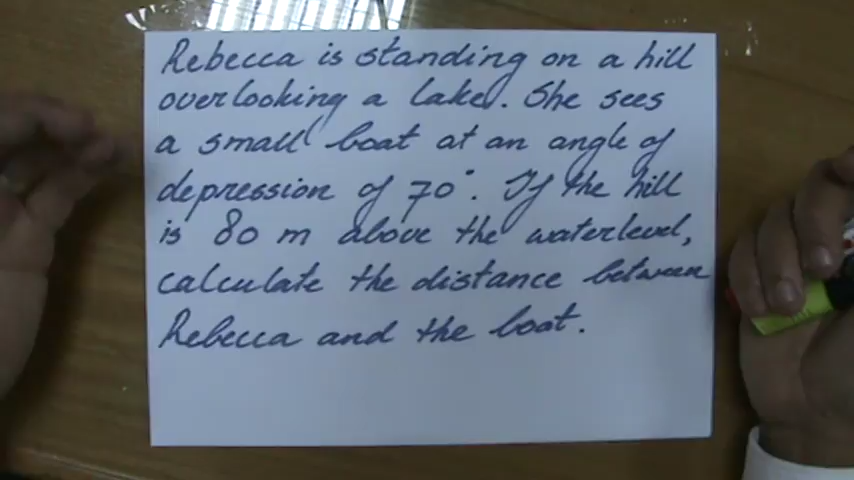 Rebecca is standing on a hill
overlooking a lake. She sees
a small boat at an angle of
depression of 70°. If the hill
is 80 m above the waterlevel,
calculate the distance between
Rebecca and the boat.